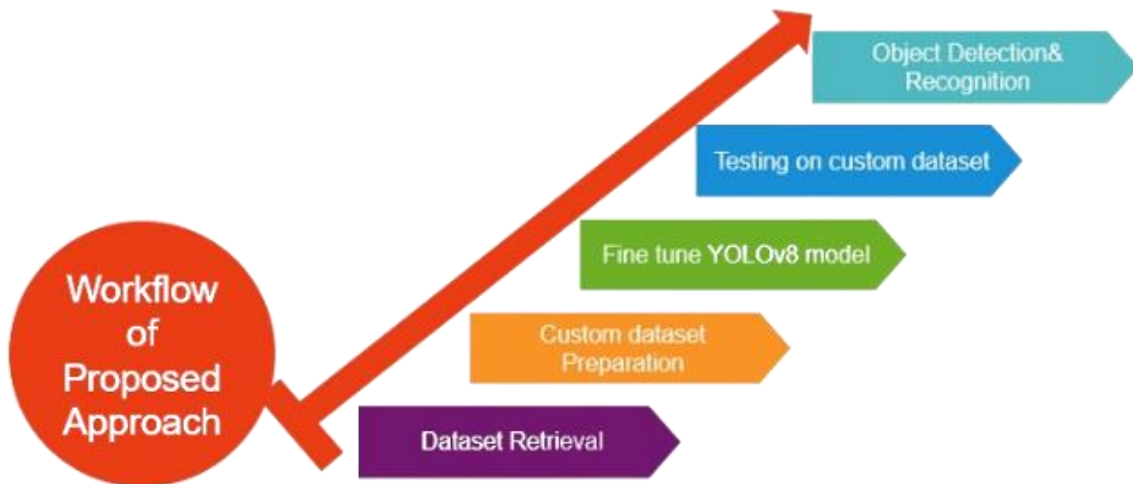 Object Detection&
Recognition
Testing on custom dataset
Fine tune YOLOv8 model
Workflow
of
Proposed
Approach
Custom dataset
Preparation
Dataset Retrieval